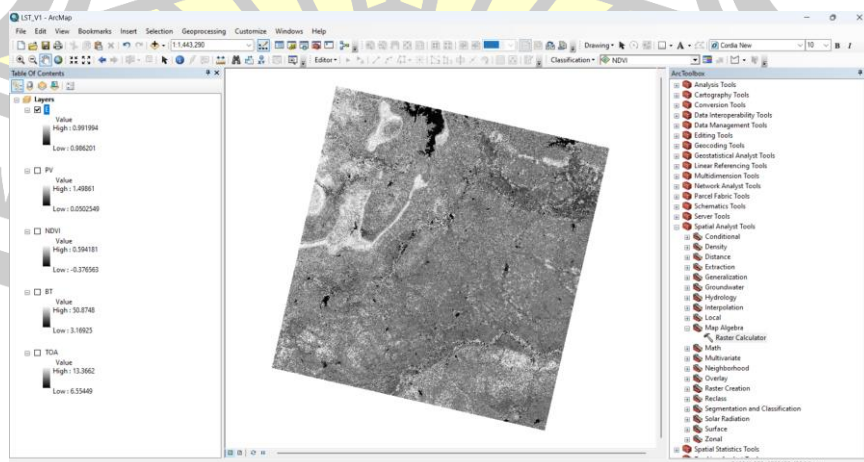 LST_V1 - ArcMap
File Edit View Bookmarks Insert Selection Geoprocessing Customize Windows Help
1:1,443,290
Drawing
Cordia New
10
B I
Editor
Classification
NDVI
Table Of Contents
Layers
E
Value
High : 0.991994
Low : 0.986201
PV
Value
High : 1.49861
Low : 0.0502549
NDVI
Value
High : 0.594181
Low : -0.376563
BT
Value
High : 50.8748
Low : 3.16925
TOA
Value
High : 13.3662
Low : 6.55449
ArcToolbox
Analysis Tools
Cartography Tools
Conversion Tools
Data Interoperability Tools
Data Management Tools
Editing Tools
Geocoding Tools
Geostatistical Analyst Tools
Linear Referencing Tools
Multidimension Tools
Network Analyst Tools
Parcel Fabric Tools
Schematics Tools
Server Tools
Spatial Analyst Tools
Conditional
Density
Distance
Extraction
Generalization
Groundwater
Hydrology
Interpolation
Local
Map Algebra
Raster Calculator
Math
Multivariate
Neighborhood
Overlay
Raster Creation
Reclass
Segmentation and Classification
Solar Radiation
Surface
Zonal
Spatial Statistics Tools